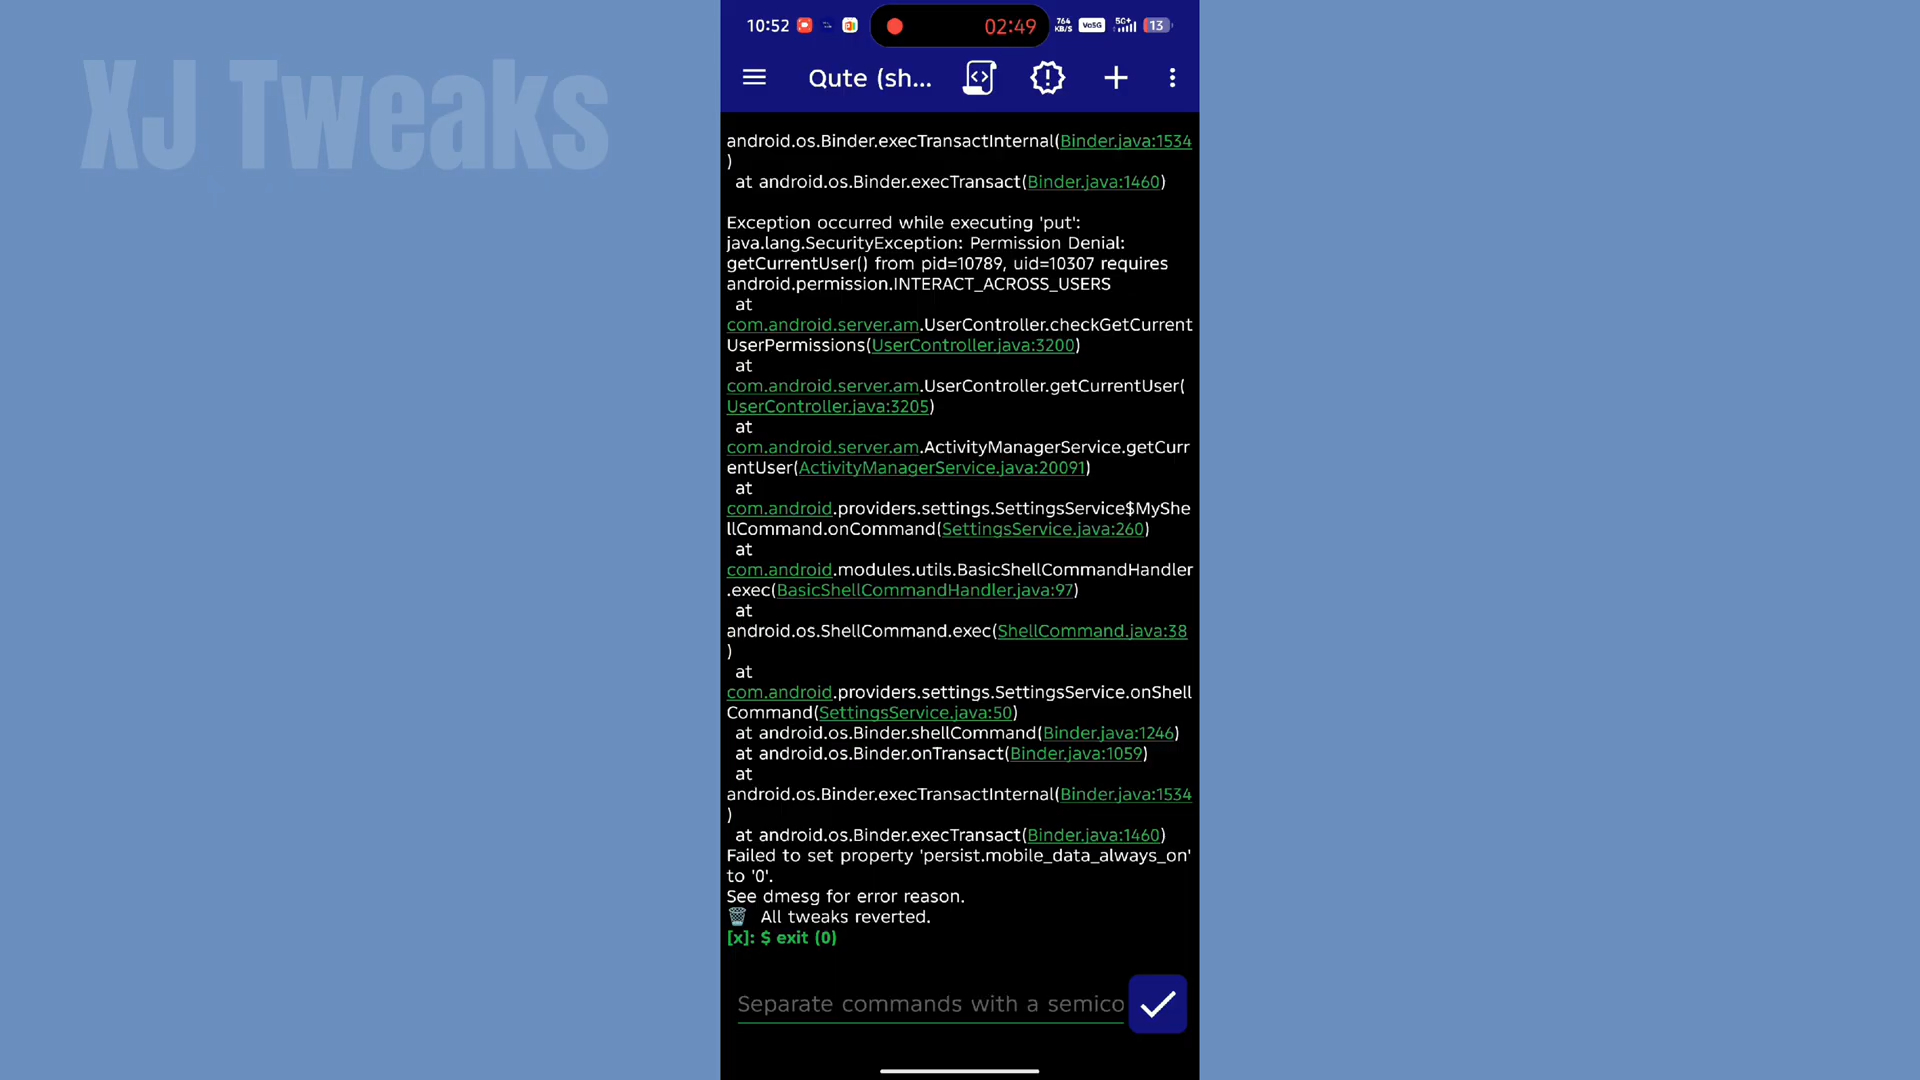 XJ Tweaks
10:52 02:49 764 KB/S Vo5G 5G+ 13
Qute (sh...
android.os.Binder.execTransactInternal(Binder.java:1534
)
at android.os.Binder.execTransact(Binder.java:1460)
Exception occurred while executing 'put':
java.lang.SecurityException: Permission Denial:
getCurrentUser() from pid=10789, uid=10307 requires
android.permission.INTERACT_ACROSS_USERS
at
com.android.server.am.UserController.checkGetCurrent
UserPermissions(UserController.java:3200)
at
com.android.server.am.UserController.getCurrentUser(
UserController.java:3205)
at
com.android.server.am.ActivityManagerService.getCurr
entUser(ActivityManagerService.java:20091)
at
com.android.providers.settings.SettingsService$MyShe
llCommand.onCommand(SettingsService.java:260)
at
com.android.modules.utils.BasicShellCommandHandler
.exec(BasicShellCommandHandler.java:97)
at
android.os.ShellCommand.exec(ShellCommand.java:38
)
at
com.android.providers.settings.SettingsService.onShell
Command(SettingsService.java:50)
at android.os.Binder.shellCommand(Binder.java:1246)
at android.os.Binder.onTransact(Binder.java:1059)
at
android.os.Binder.execTransactInternal(Binder.java:1534
)
at android.os.Binder.execTransact(Binder.java:1460)
Failed to set property 'persist.mobile_data_always_on'
to '0'.
See dmesg for error reason.
All tweaks reverted.
[x]: $ exit (0)
Separate commands with a semico